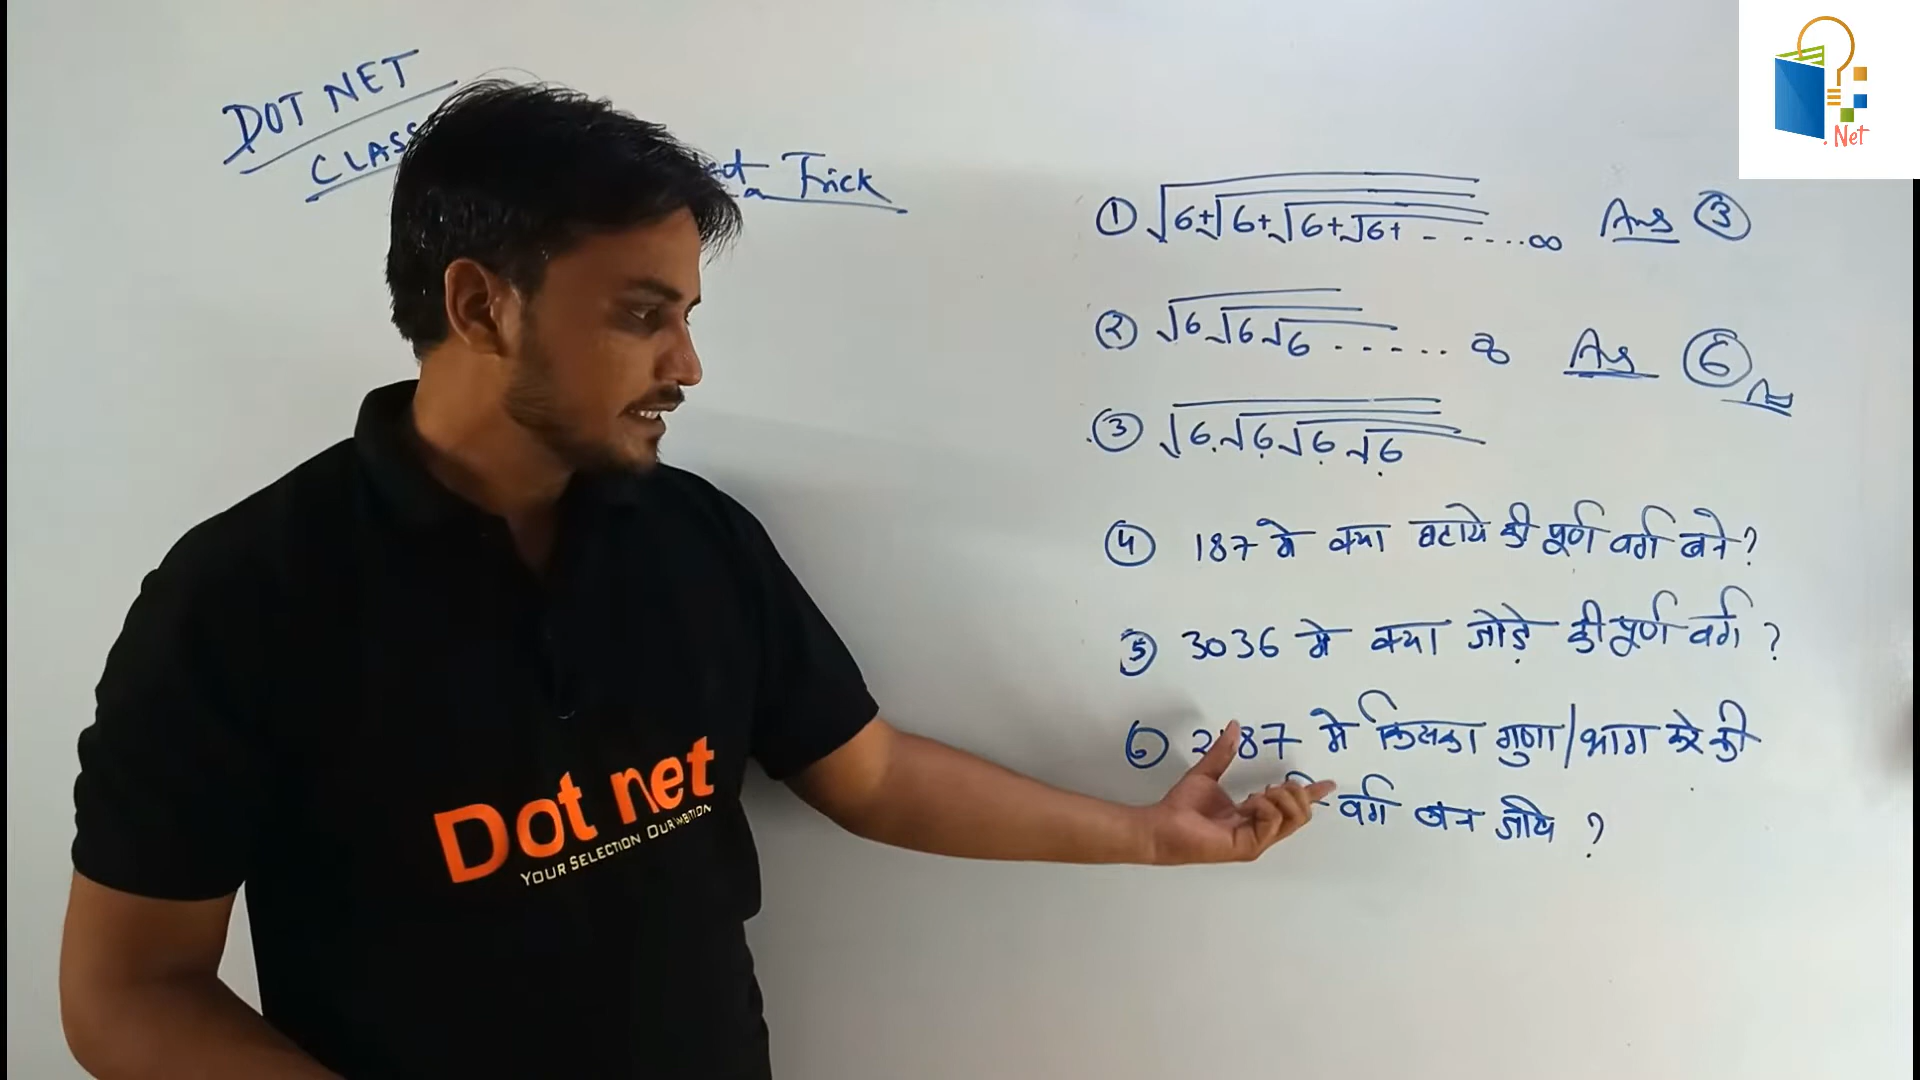 DOT NET
CLASS
Trick
① √6+√6+√6+√6+ - - .....∞ Ans ③
② √6√6√6 ...... ∞ Ans ⑥
③ √6.√6.√6.√6.
④ 187 मे क्या घटाये की पूर्ण वर्ग बने?
⑤ 3036 मे क्या जोड़े की पूर्ण वर्ग ?
⑥ 87 मे किसका गुणा/भाग करे की
वर्ग बन जाये ?
.Net
Dot net
YOUR SELECTION OUR